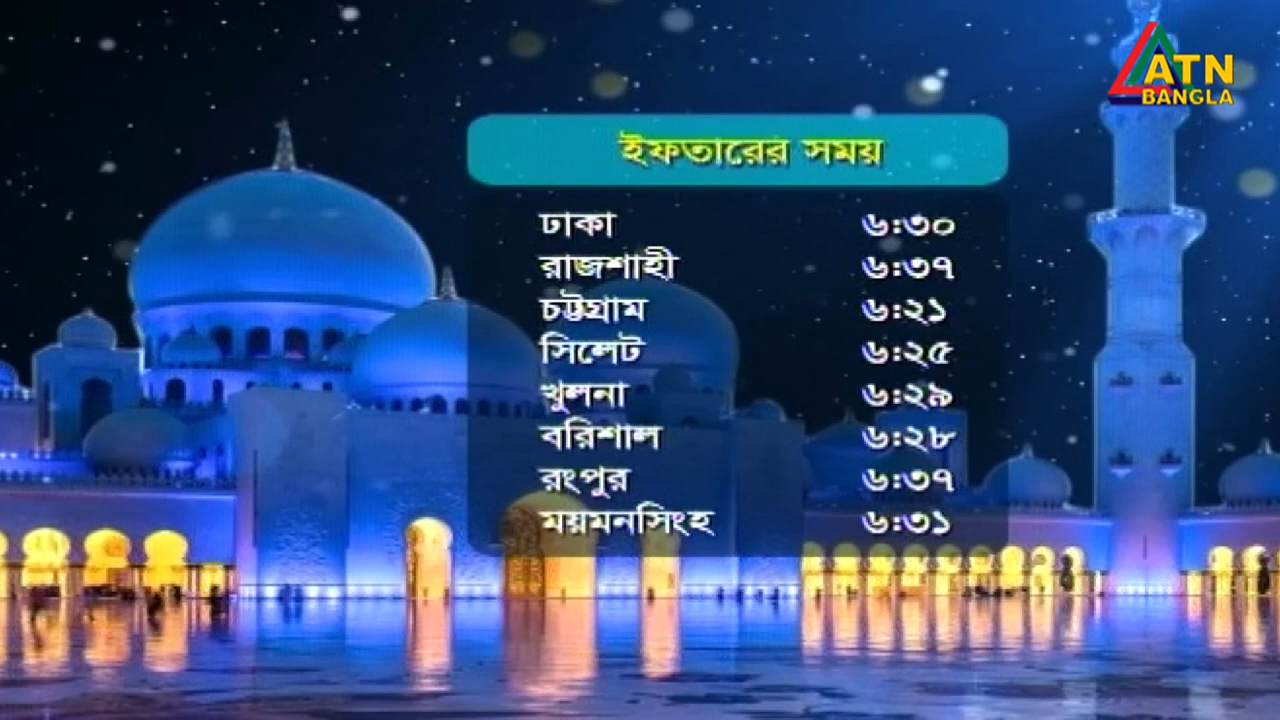 ATN
BANGLA
ইফতারের সময়
ঢাকা ৬:৩০
রাজশাহী ৬:৩৭
চট্টগ্রাম ৬:২১
সিলেট ৬:২৫
খুলনা ৬:২৯
বরিশাল ৬:২৮
রংপুর ৬:৩৭
ময়মনসিংহ ৬:৩১